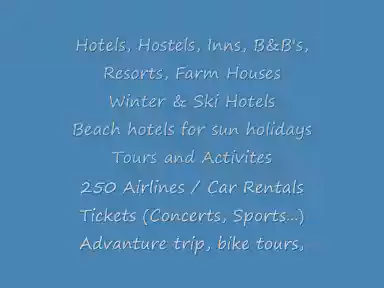 Hotels, Hostels, Inns, B&B's,
Resorts, Farm Houses
Winter & Ski Hotels
Beach hotels for sun holidays
Tours and Activites
250 Airlines / Car Rentals
Tickets (Concerts, Sports...)
Advanture trip, bike tours,